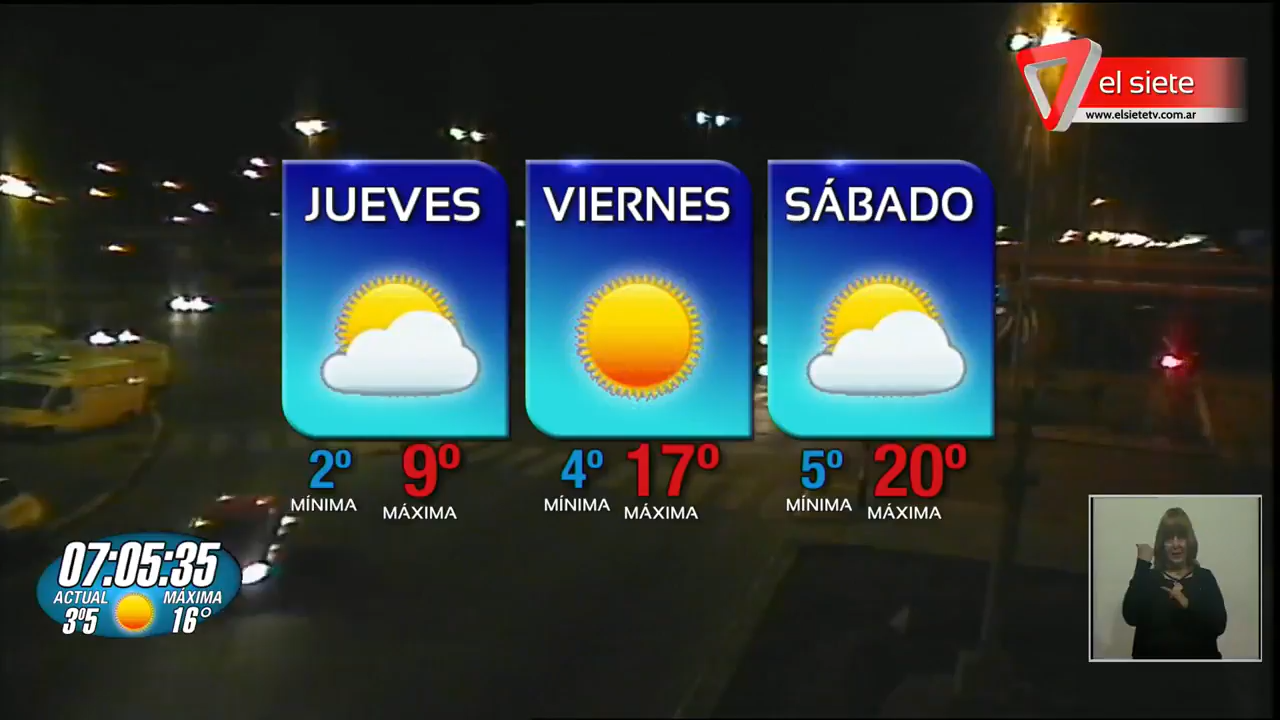 el siete
www.elsietetv.com.ar
JUEVES
VIERNES
SÁBADO
2º 9º
MÍNIMA MÁXIMA
4º 17º
MÍNIMA MÁXIMA
5º 20º
MÍNIMA MÁXIMA
07:05:35
ACTUAL MÁXIMA
3º5 16°